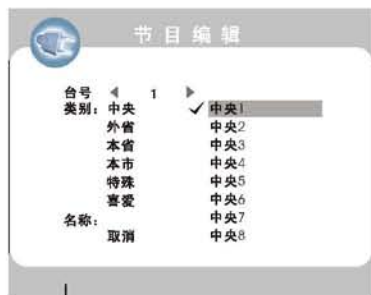 节目编辑
台号 ◀ 1 ▶
类别：中央 ✓ 中央1
外省 中央2
本省 中央3
本市 中央4
特殊 中央5
喜爱 中央6
名称： 中央7
取消 中央8